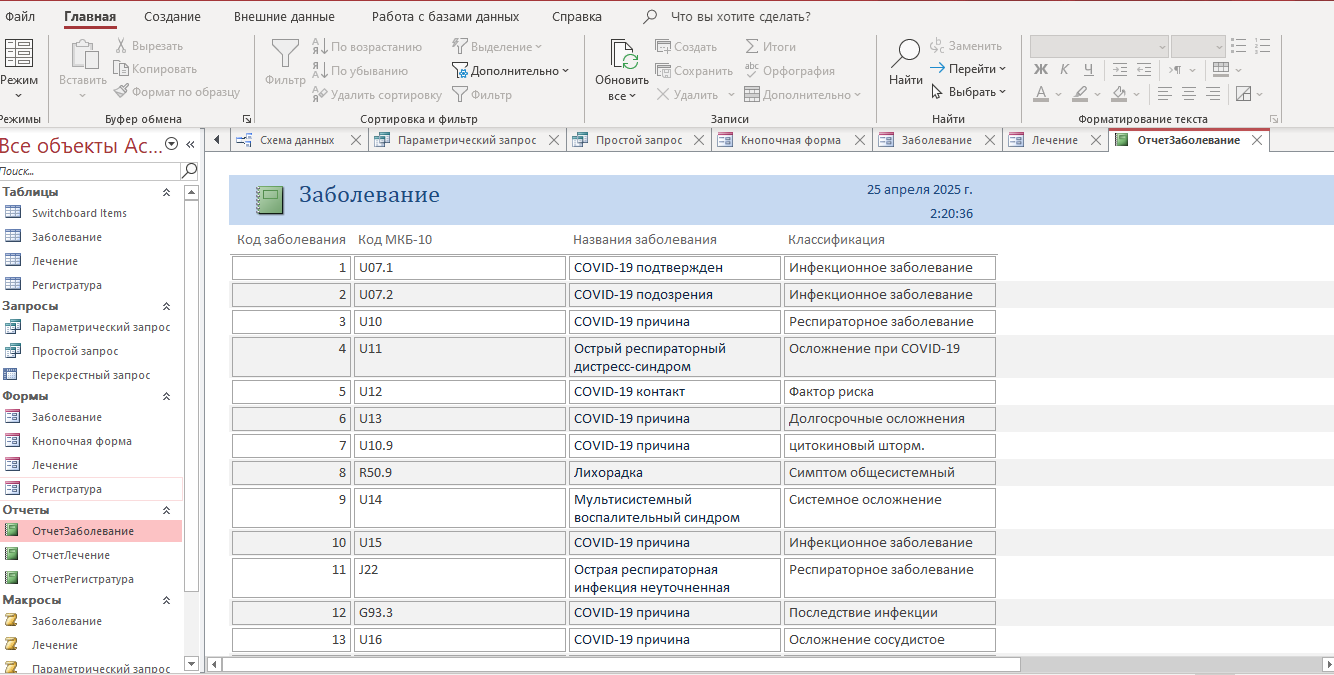 Файл Главная Создание Внешние данные Работа с базами данных Справка Что вы хотите сделать?
Режим
Режимы
Вставить
Вырезать
Копировать
Формат по образцу
Буфер обмена
Фильтр
По возрастанию
По убыванию
Удалить сортировку
Выделение
Дополнительно
Фильтр
Сортировка и фильтр
Обновить
все
Создать
Сохранить
Удалить
Итоги
Орфография
Дополнительно
Записи
Найти
Заменить
Перейти
Выбрать
Найти
Ж К Ч
А
Форматирование текста
Все объекты Ac...
Поиск...
Таблицы
Switchboard Items
Заболевание
Лечение
Регистратура
Запросы
Параметрический запрос
Простой запрос
Перекрестный запрос
Формы
Заболевание
Кнопочная форма
Лечение
Регистратура
Отчеты
ОтчетЗаболевание
ОтчетЛечение
ОтчетРегистратура
Макросы
Заболевание
Лечение
Параметрический запрос
Схема данных Параметрический запрос Простой запрос Кнопочная форма Заболевание Лечение ОтчетЗаболевание
Заболевание
25 апреля 2025 г.
2:20:36
Код заболевания Код МКБ-10 Названия заболевания Классификация
1 U07.1 COVID-19 подтвержден Инфекционное заболевание
2 U07.2 COVID-19 подозрения Инфекционное заболевание
3 U10 COVID-19 причина Респираторное заболевание
4 U11 Острый респираторный Осложнение при COVID-19
дистресс-синдром
5 U12 COVID-19 контакт Фактор риска
6 U13 COVID-19 причина Долгосрочные осложнения
7 U10.9 COVID-19 причина цитокиновый шторм.
8 R50.9 Лихорадка Симптом общесистемный
9 U14 Мультисистемный Системное осложнение
воспалительный синдром
10 U15 COVID-19 причина Инфекционное заболевание
11 J22 Острая респираторная Респираторное заболевание
инфекция неуточненная
12 G93.3 COVID-19 причина Последствие инфекции
13 U16 COVID-19 причина Осложнение сосудистое